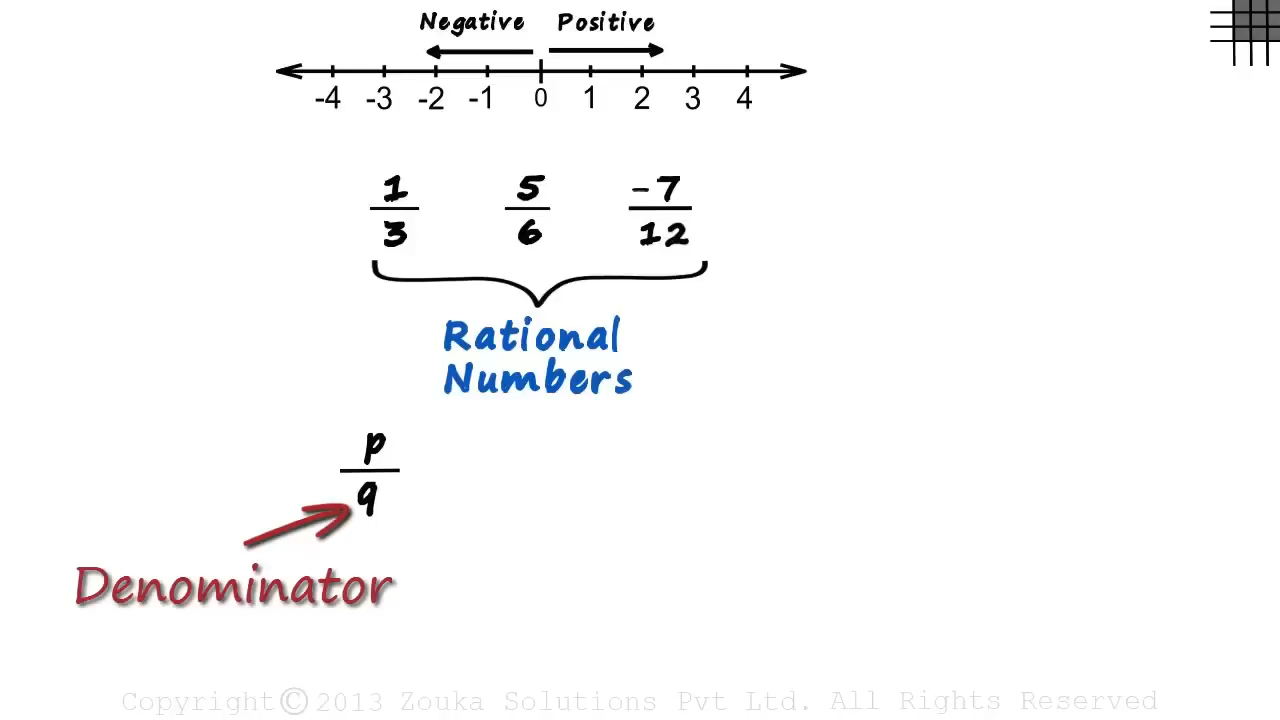 Negative Positive
-4 -3 -2 -1 0 1 2 3 4
1 5 -7
3 6 12
Rational
Numbers
p
q
Denominator
Copyright© 2013 Zouka Solutions Pvt Ltd. All Rights Reserved